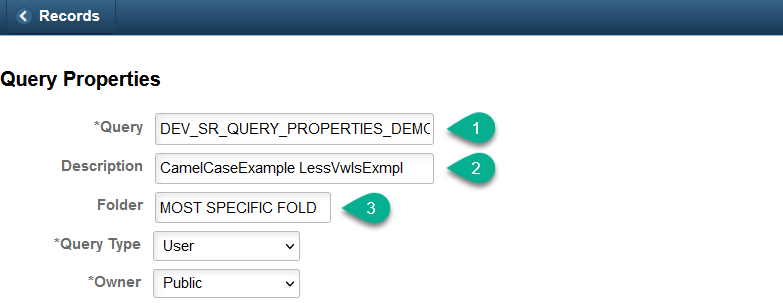 Records
Query Properties
*Query DEV_SR_QUERY_PROPERTIES_DEMO 1
Description CamelCaseExample LessVwlsExmpl 2
Folder MOST SPECIFIC FOLD 3
*Query Type User
*Owner Public